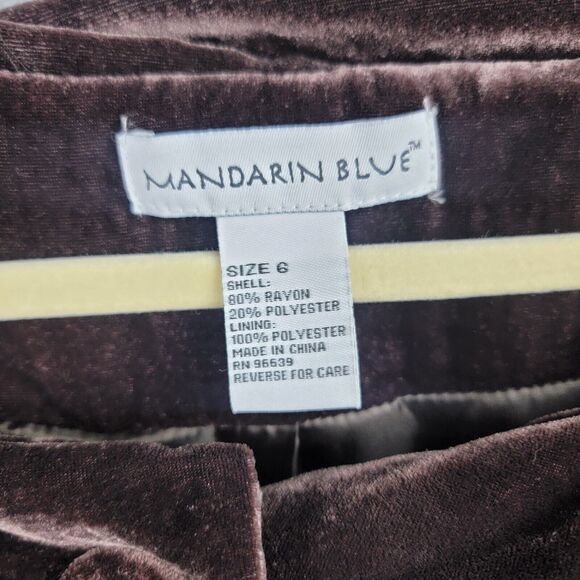 MANDARIN BLUE™
SIZE 6
SHELL:
80% RAYON
20% POLYESTER
LINING:
100% POLYESTER
MADE IN CHINA
RN 96639
REVERSE FOR CARE